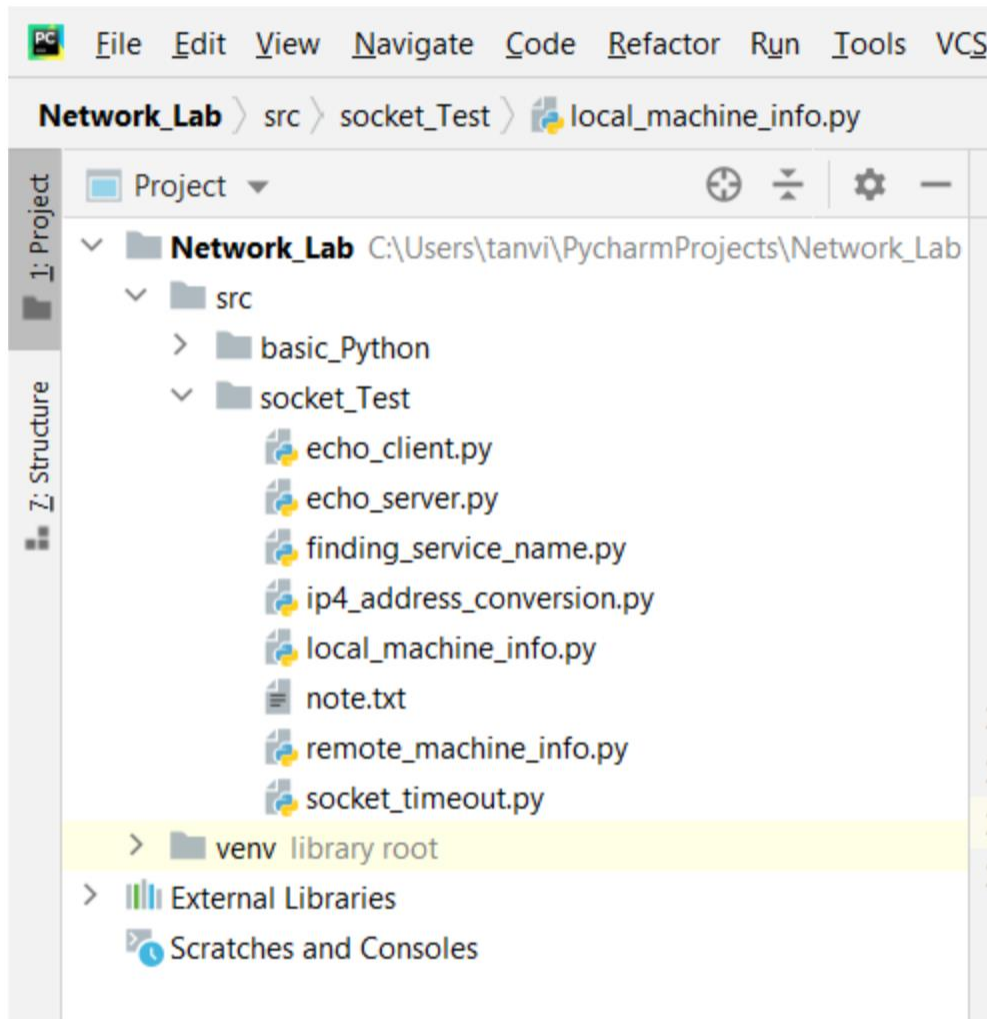 PC
File Edit View Navigate Code Refactor Run Tools VCS
Network_Lab src socket_Test local_machine_info.py
1: Project
Project
Network_Lab C:\Users\tanvi\PycharmProjects\Network_Lab
src
basic_Python
socket_Test
7: Structure
echo_client.py
echo_server.py
finding_service_name.py
ip4_address_conversion.py
local_machine_info.py
note.txt
remote_machine_info.py
socket_timeout.py
venv library root
External Libraries
Scratches and Consoles